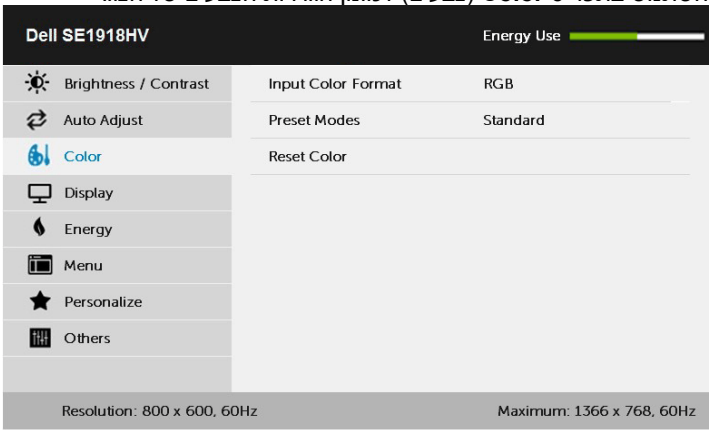 Dell SE1918HV
Energy Use
Brightness / Contrast
Input Color Format
RGB
Auto Adjust
Preset Modes
Standard
Color
Reset Color
Display
Energy
Menu
Personalize
Others
Resolution: 800 x 600, 60Hz
Maximum: 1366 x 768, 60Hz